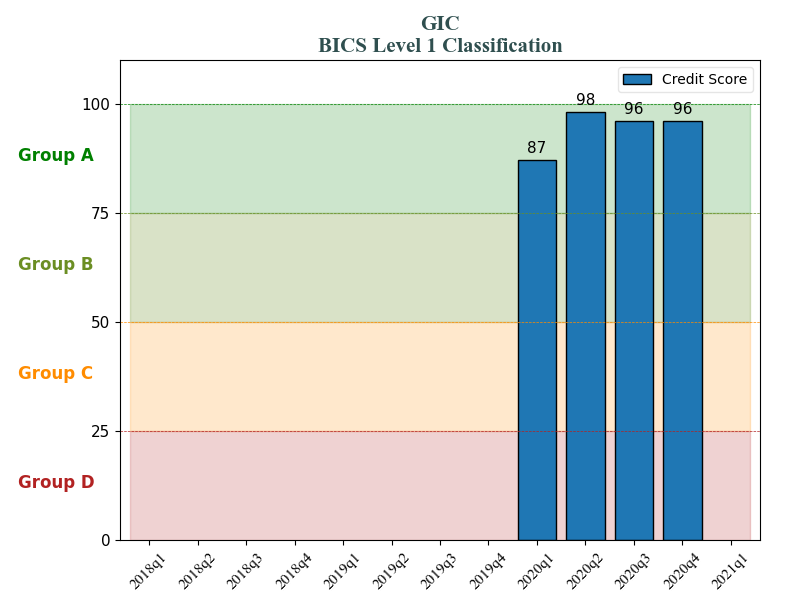 GIC
BICS Level 1 Classification
Credit Score
100
98
96
96
87
Group A
75
Group B
50
Group C
25
Group D
0
2018q1
2018q2
2018q3
2018q4
2019q1
2019q2
2019q3
2019q4
2020q1
2020q2
2020q3
2020q4
2021q1